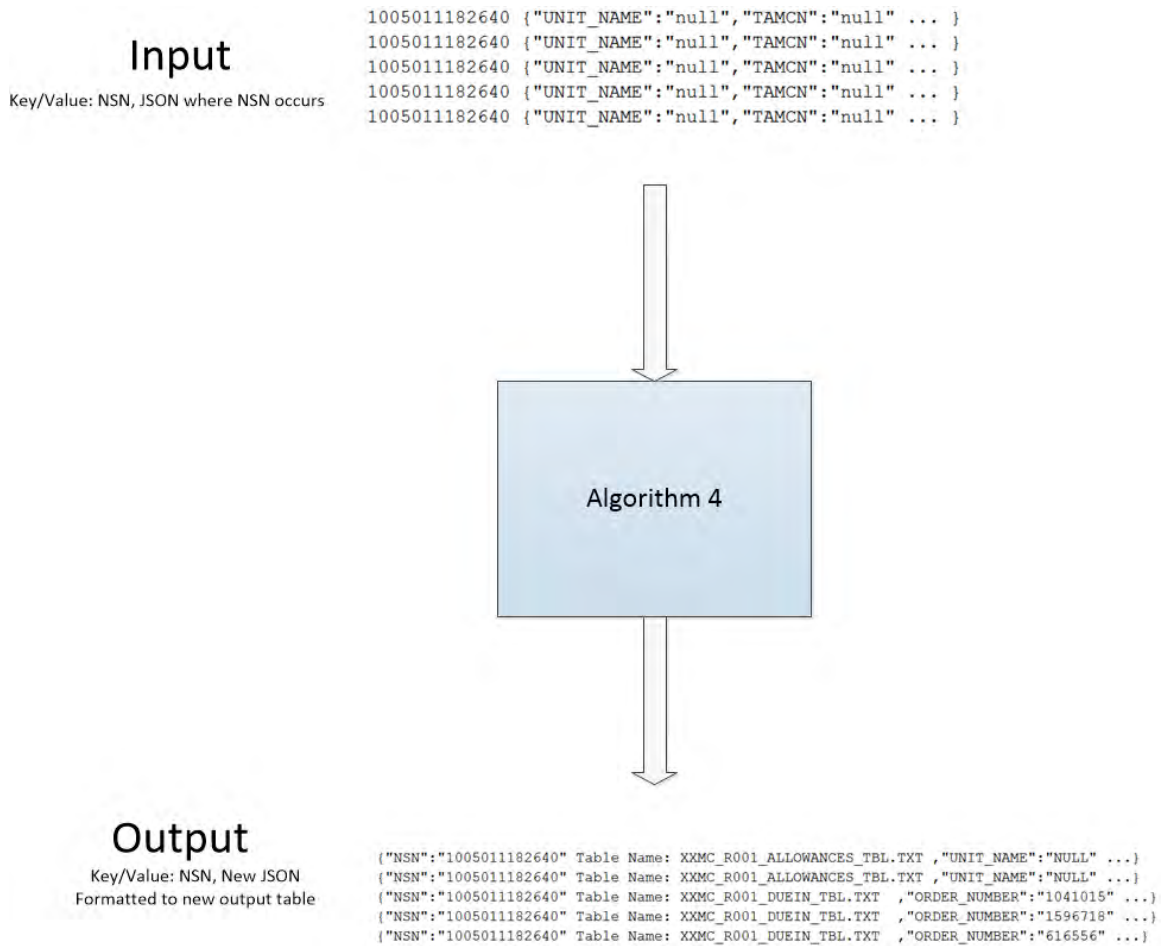 Input
Key/Value: NSN, JSON where NSN occurs
1005011182640 {"UNIT_NAME":"null","TAMCN":"null" ... }
1005011182640 {"UNIT_NAME":"null","TAMCN":"null" ... }
1005011182640 {"UNIT_NAME":"null","TAMCN":"null" ... }
1005011182640 {"UNIT_NAME":"null","TAMCN":"null" ... }
1005011182640 {"UNIT_NAME":"null","TAMCN":"null" ... }
Algorithm 4
Output
Key/Value: NSN, New JSON
Formatted to new output table
{"NSN":"1005011182640" Table Name: XXMC_R001_ALLOWANCES_TBL.TXT ,"UNIT_NAME":"NULL" ...}
{"NSN":"1005011182640" Table Name: XXMC_R001_ALLOWANCES_TBL.TXT ,"UNIT_NAME":"NULL" ...}
{"NSN":"1005011182640" Table Name: XXMC_R001_DUEIN_TBL.TXT ,"ORDER_NUMBER":"1041015" ...}
{"NSN":"1005011182640" Table Name: XXMC_R001_DUEIN_TBL.TXT ,"ORDER_NUMBER":"1596718" ...}
{"NSN":"1005011182640" Table Name: XXMC_R001_DUEIN_TBL.TXT ,"ORDER_NUMBER":"616556" ...}